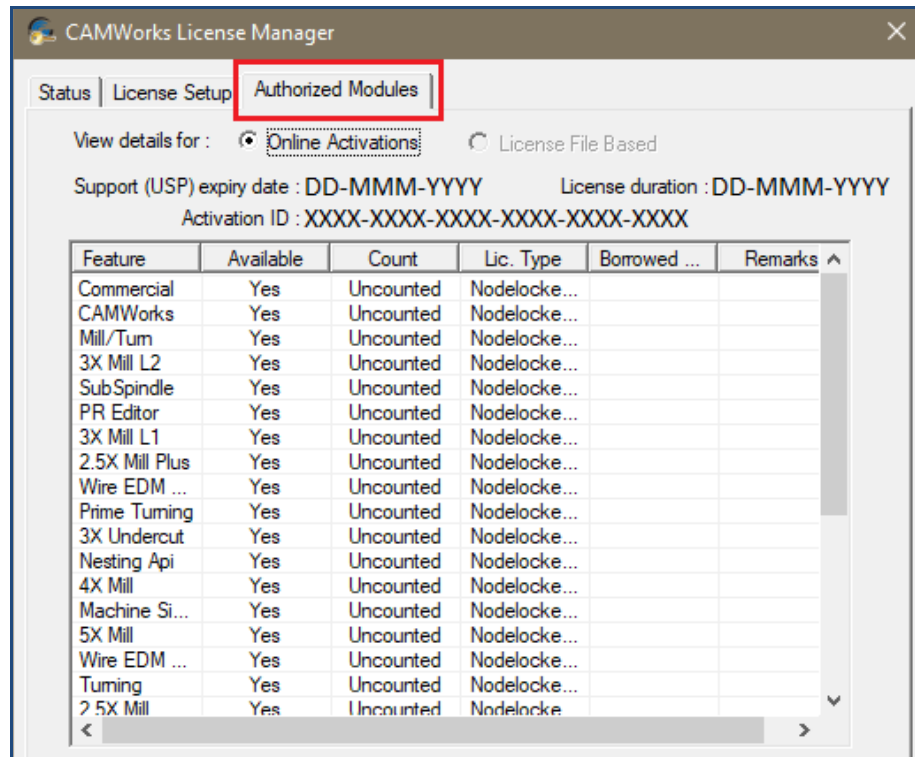 CAMWorks License Manager
Status License Setup Authorized Modules
View details for : Online Activations License File Based
Support (USP) expiry date : DD-MMM-YYYY License duration : DD-MMM-YYYY
Activation ID : XXXX-XXXX-XXXX-XXXX-XXXX-XXXX
Feature Available Count Lic. Type Borrowed ... Remarks
Commercial Yes Uncounted Nodelocke...
CAMWorks Yes Uncounted Nodelocke...
Mill/Turn Yes Uncounted Nodelocke...
3X Mill L2 Yes Uncounted Nodelocke...
SubSpindle Yes Uncounted Nodelocke...
PR Editor Yes Uncounted Nodelocke...
3X Mill L1 Yes Uncounted Nodelocke...
2.5X Mill Plus Yes Uncounted Nodelocke...
Wire EDM ... Yes Uncounted Nodelocke...
Prime Turning Yes Uncounted Nodelocke...
3X Undercut Yes Uncounted Nodelocke...
Nesting Api Yes Uncounted Nodelocke...
4X Mill Yes Uncounted Nodelocke...
Machine Si... Yes Uncounted Nodelocke...
5X Mill Yes Uncounted Nodelocke...
Wire EDM ... Yes Uncounted Nodelocke...
Turning Yes Uncounted Nodelocke...
2.5X Mill Yes Uncounted Nodelocke